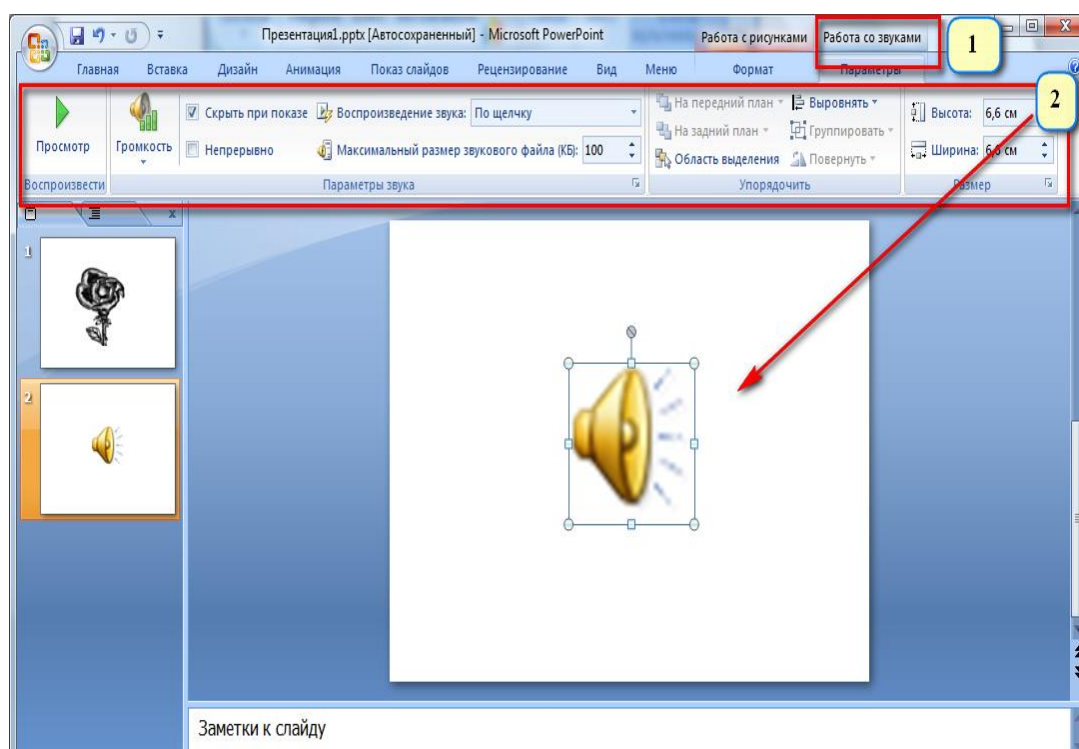 Презентация1.pptx [Автосохраненный] - Microsoft PowerPoint
Работа с рисунками
Работа со звуками
1
Главная Вставка Дизайн Анимация Показ слайдов Рецензирование Вид Меню Формат Параметры
2
Просмотр
Воспроизвести
Громкость
Скрыть при показе
Воспроизведение звука: По щелчку
Непрерывно
Максимальный размер звукового файла (КБ): 100
Параметры звука
На передний план
На задний план
Область выделения
Выровнять
Группировать
Повернуть
Упорядочить
Высота: 6,6 см
Ширина: 6,6 см
Размер
1
2
Заметки к слайду